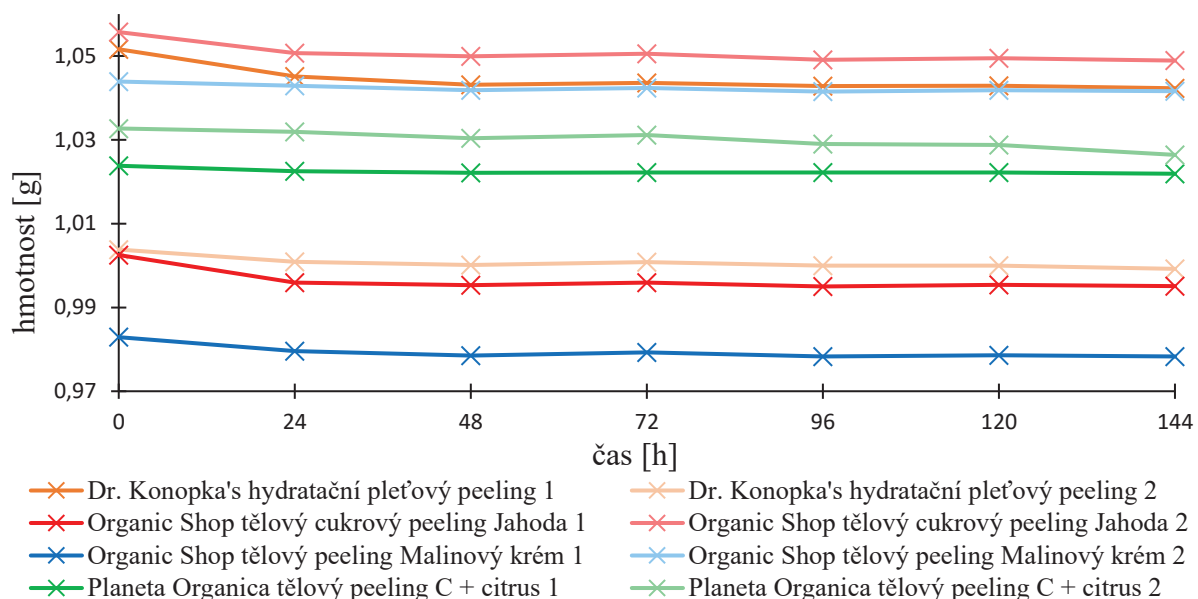 1,05
1,03
1,01
0,99
0,97
hmotnost [g]
0 24 48 72 96 120 144
čas [h]
Dr. Konopka's hydratační pleťový peeling 1 Dr. Konopka's hydratační pleťový peeling 2
Organic Shop tělový cukrový peeling Jahoda 1 Organic Shop tělový cukrový peeling Jahoda 2
Organic Shop tělový peeling Malinový krém 1 Organic Shop tělový peeling Malinový krém 2
Planeta Organica tělový peeling C + citrus 1 Planeta Organica tělový peeling C + citrus 2